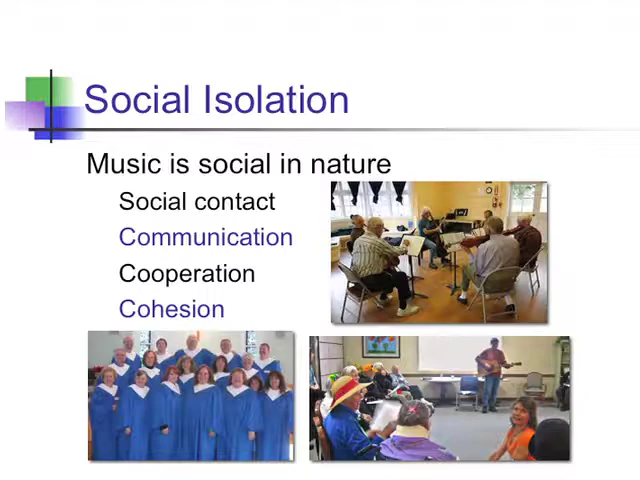 Social Isolation
Music is social in nature
Social contact
Communication
Cooperation
Cohesion